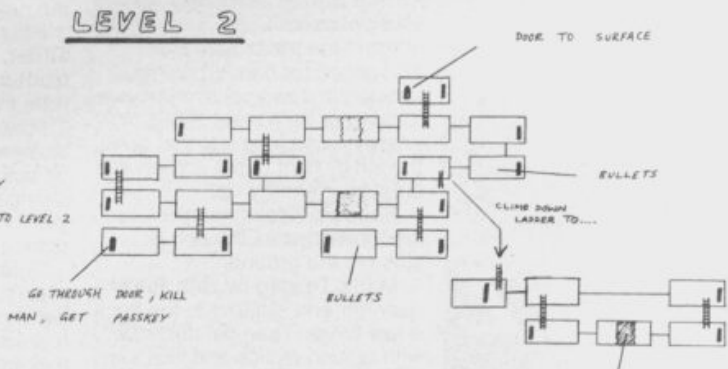 LEVEL 2
DOOR TO SURFACE
BULLETS
TO LEVEL 2
CLIMB DOWN
LADDER TO....
GO THROUGH DOOR, KILL
MAN, GET PASSKEY
BULLETS